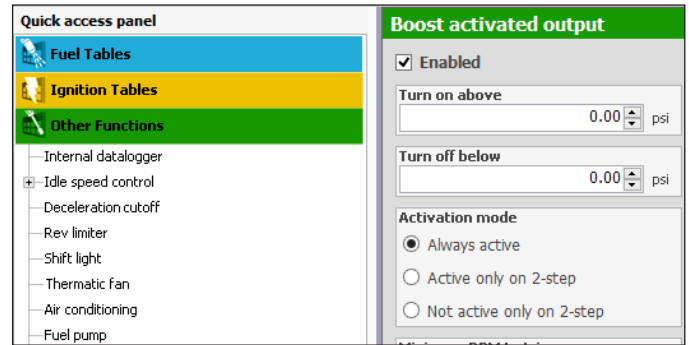 Quick access panel
Fuel Tables
Ignition Tables
Other Functions
Internal datalogger
Idle speed control
Deceleration cutoff
Rev limiter
Shift light
Thermatic fan
Air conditioning
Fuel pump
Boost activated output
Enabled
Turn on above
0.00 psi
Turn off below
0.00 psi
Activation mode
Always active
Active only on 2-step
Not active only on 2-step